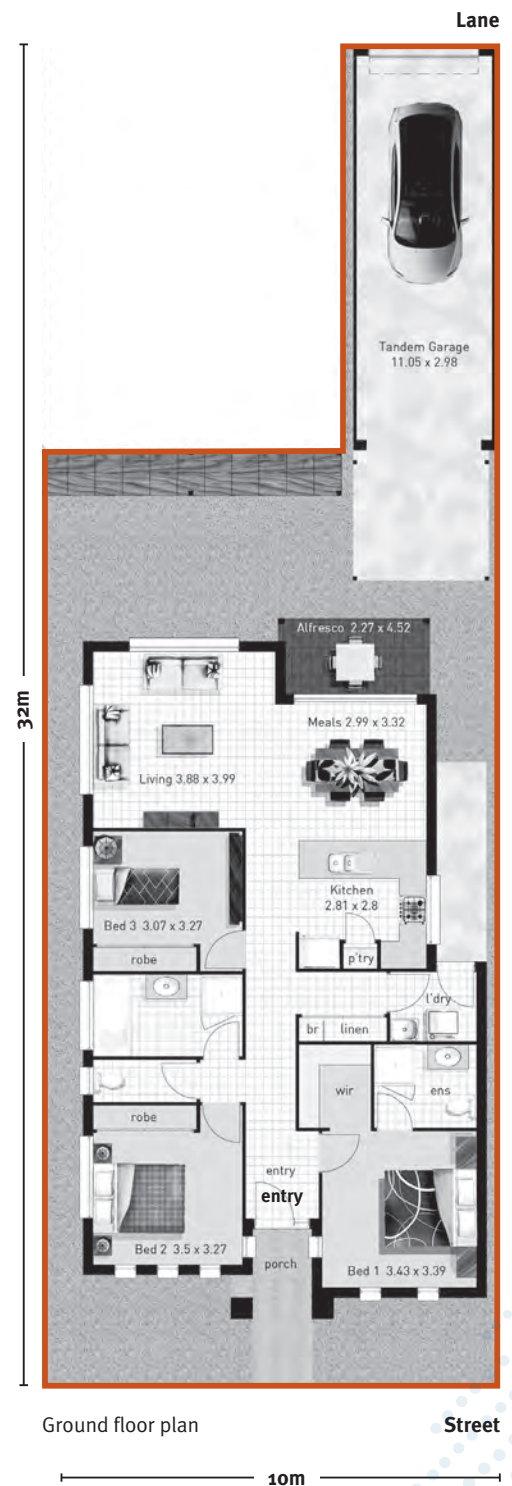 Lane
Tandem Garage
11.05 x 2.98
32m
Alfresco 2.27 x 4.52
Meals 2.99 x 3.32
Living 3.88 x 3.99
Kitchen
2.81 x 2.8
Bed 3 3.07 x 3.27
robe
p'try
l'dry
br linen
wir
ens
robe
entry
entry
Bed 2 3.5 x 3.27
porch
Bed 1 3.43 x 3.39
Ground floor plan
Street
10m